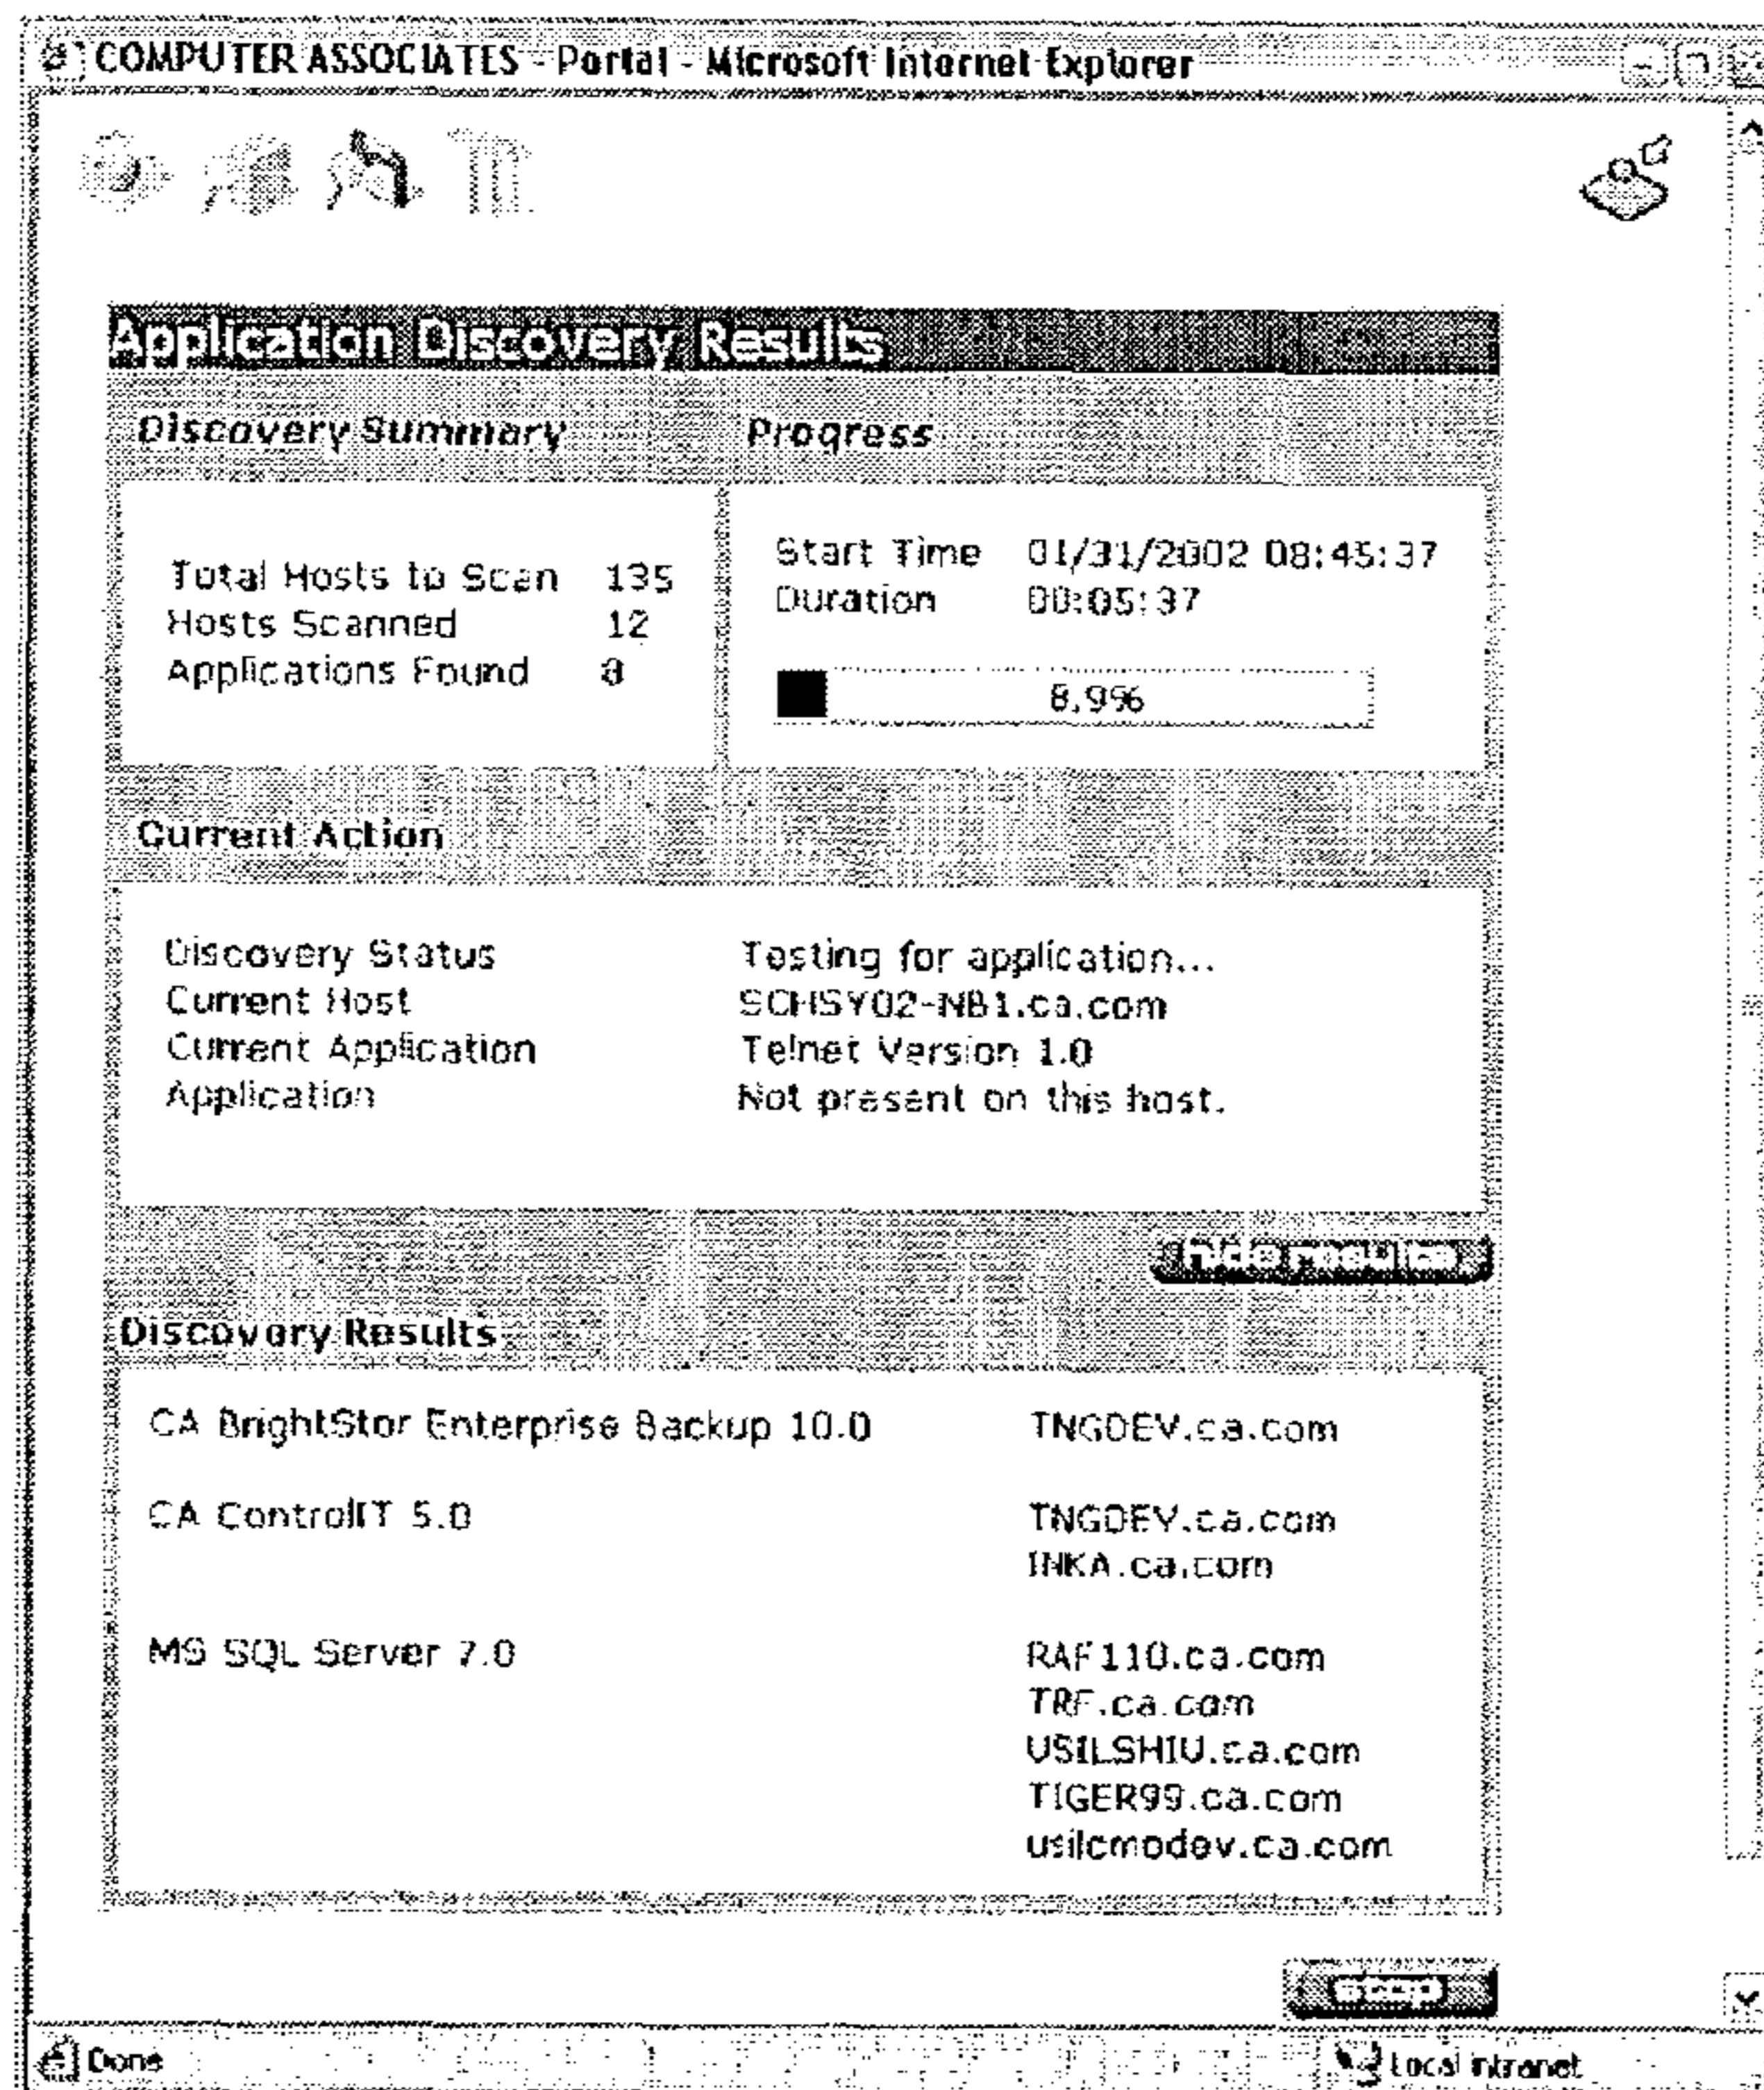 COMPUTER ASSOCIATES - Portal - Microsoft Internet Explorer
Application Discovery Results
Discovery Summary
Progress
Total Hosts to Scan 135
Hosts Scanned 12
Applications Found 8
Start Time 01/31/2002 08:45:37
Duration 00:05:37
8.9%
Current Action
Discovery Status Testing for application...
Current Host SCHSY02-NB1.ca.com
Current Application Telnet Version 1.0
Application Not present on this host.
hide results
Discovery Results
CA BrightStor Enterprise Backup 10.0 TNGDEV.ca.com
CA ControlIT 5.0 TNGDEV.ca.com
INKA.ca.com
MS SQL Server 7.0 RAF110.ca.com
TRF.ca.com
USILSHIU.ca.com
TIGER99.ca.com
usilcmodev.ca.com
stop
Done
Local intranet